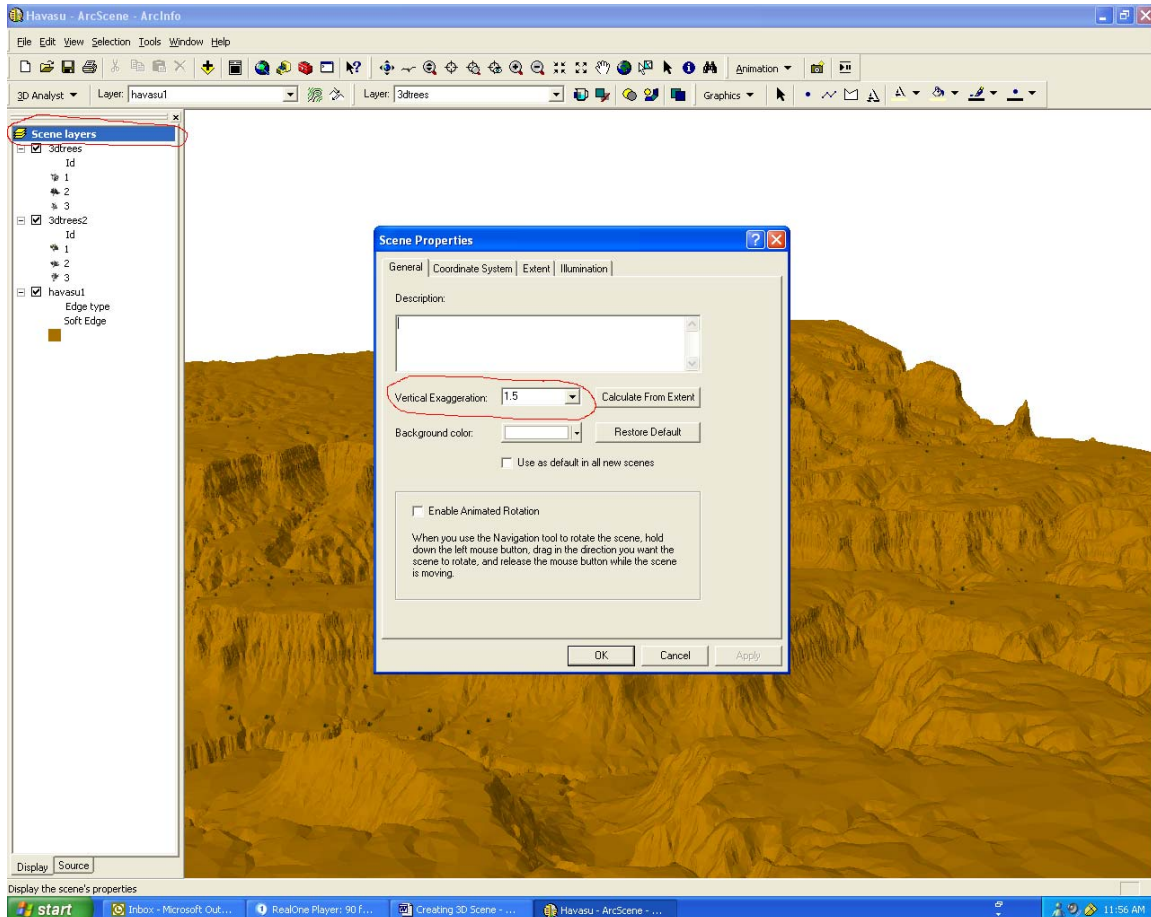 Havasu - ArcScene - ArcInfo
File Edit View Selection Tools Window Help
Animation
3D Analyst Layer: havasu1 Layer: 3dtrees Graphics
Scene layers
3dtrees
Id
1
2
3
3dtrees2
Id
1
2
3
havasu1
Edge type
Soft Edge
Scene Properties
General Coordinate System Extent Illumination
Description:
Vertical Exaggeration: 1.5 Calculate From Extent
Background color: Restore Default
Use as default in all new scenes
Enable Animated Rotation
When you use the Navigation tool to rotate the scene, hold
down the left mouse button, drag in the direction you want the
scene to rotate, and release the mouse button while the scene
is moving.
OK Cancel Apply
Display Source
Display the scene's properties
start Inbox - Microsoft Out... RealOne Player: 90 f... Creating 3D Scene - ... Havasu - ArcScene - ... 11:56 AM